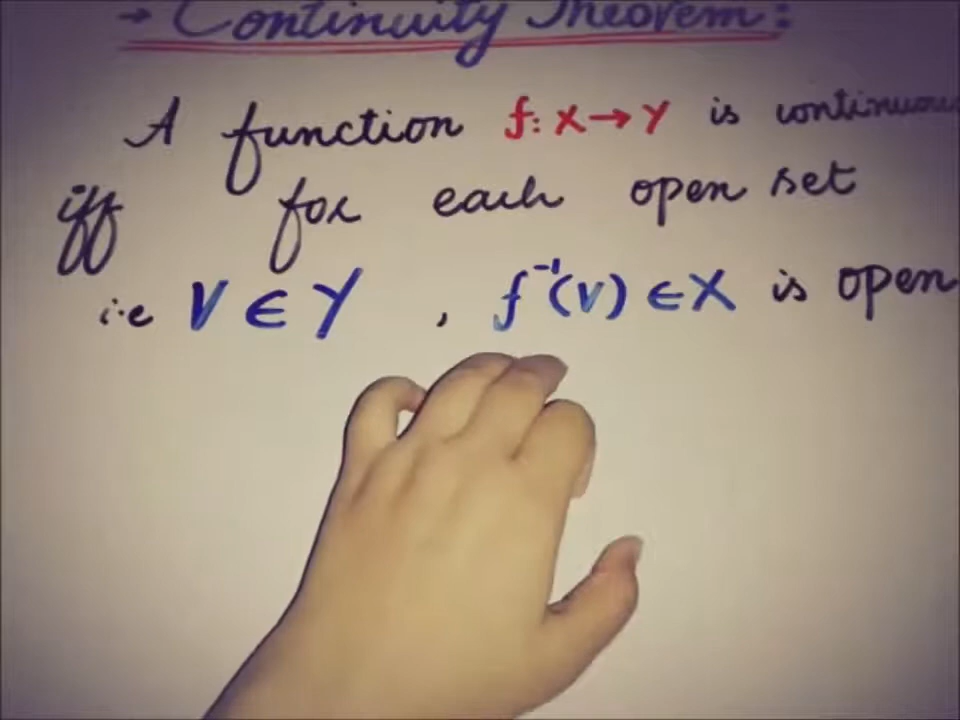 → Continuity Theorem:
A function f: X→Y is continuous
iff for each open set
i.e V ∈ Y , f⁻¹(V) ∈ X is open